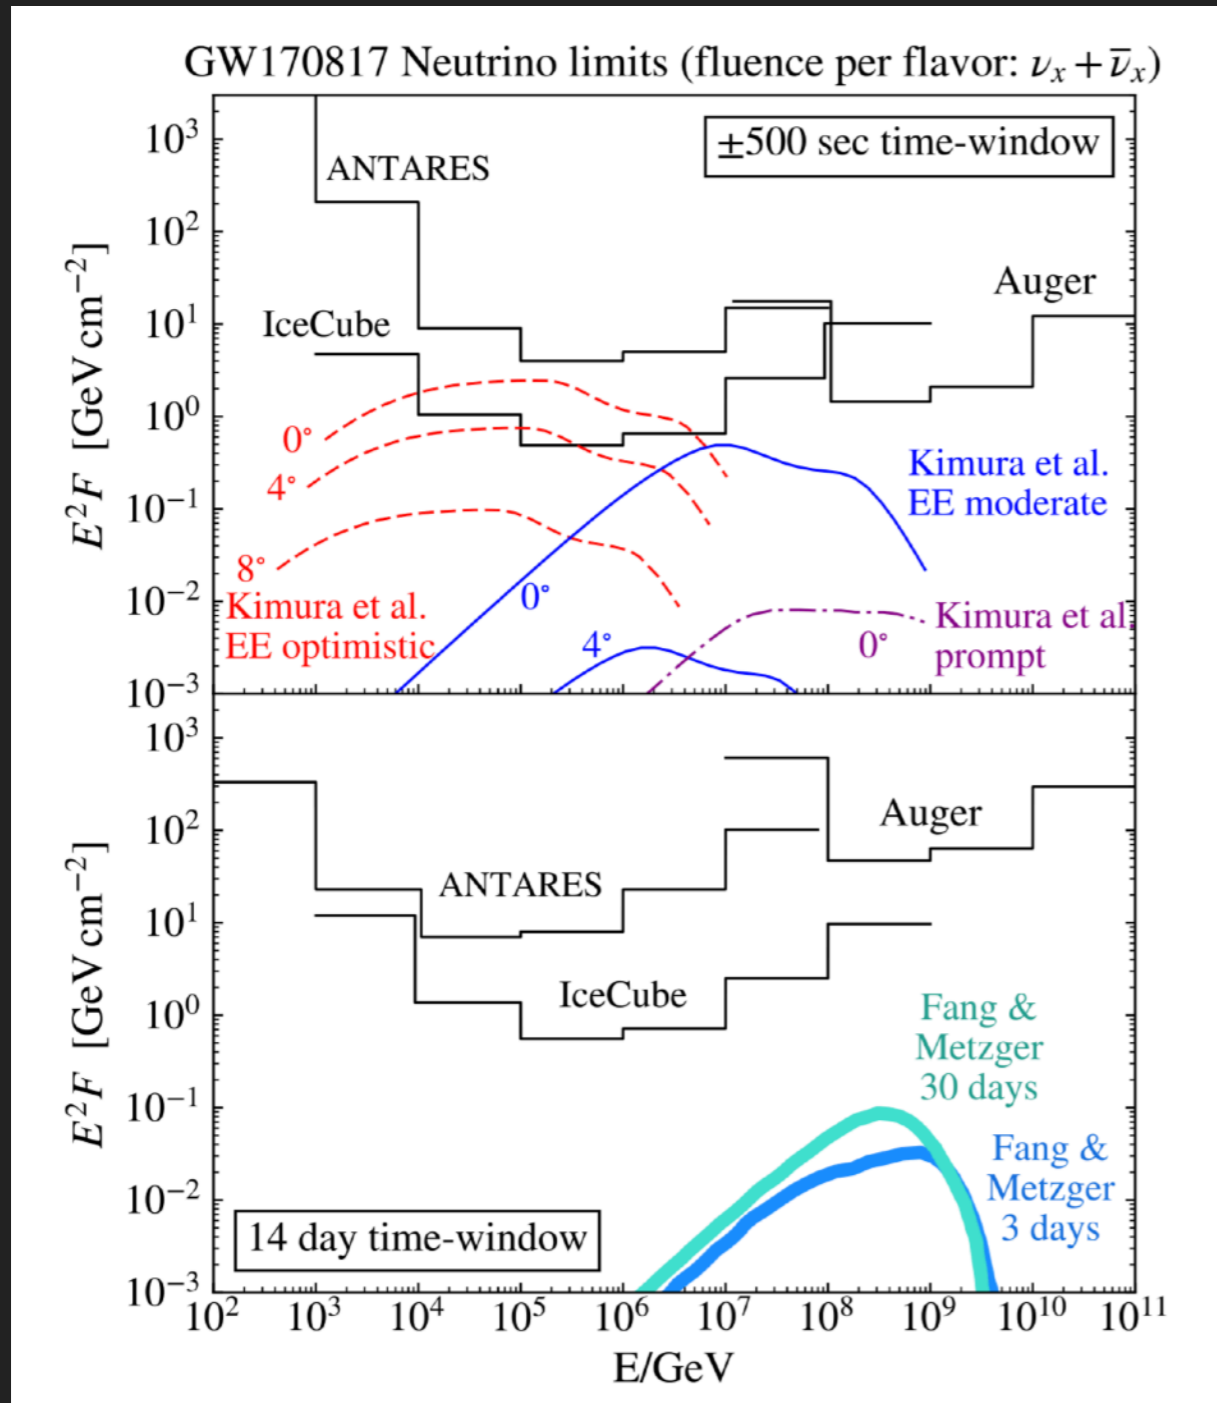 GW170817 Neutrino limits (fluence per flavor: νₓ + ν̅ₓ)
±500 sec time-window
10³
ANTARES
10²
Auger
10¹
IceCube
E²F [GeV cm⁻²]
10⁰
0°
4°
Kimura et al.
EE moderate
10⁻¹
8°
0°
10⁻²
Kimura et al.
EE optimistic
4°
0°
Kimura et al
prompt
10⁻³
10³
10²
Auger
ANTARES
10¹
IceCube
E²F [GeV cm⁻²]
10⁰
Fang &
Metzger
30 days
10⁻¹
Fang &
Metzger
3 days
10⁻²
14 day time-window
10⁻³
10² 10³ 10⁴ 10⁵ 10⁶ 10⁷ 10⁸ 10⁹ 10¹⁰ 10¹¹
E/GeV